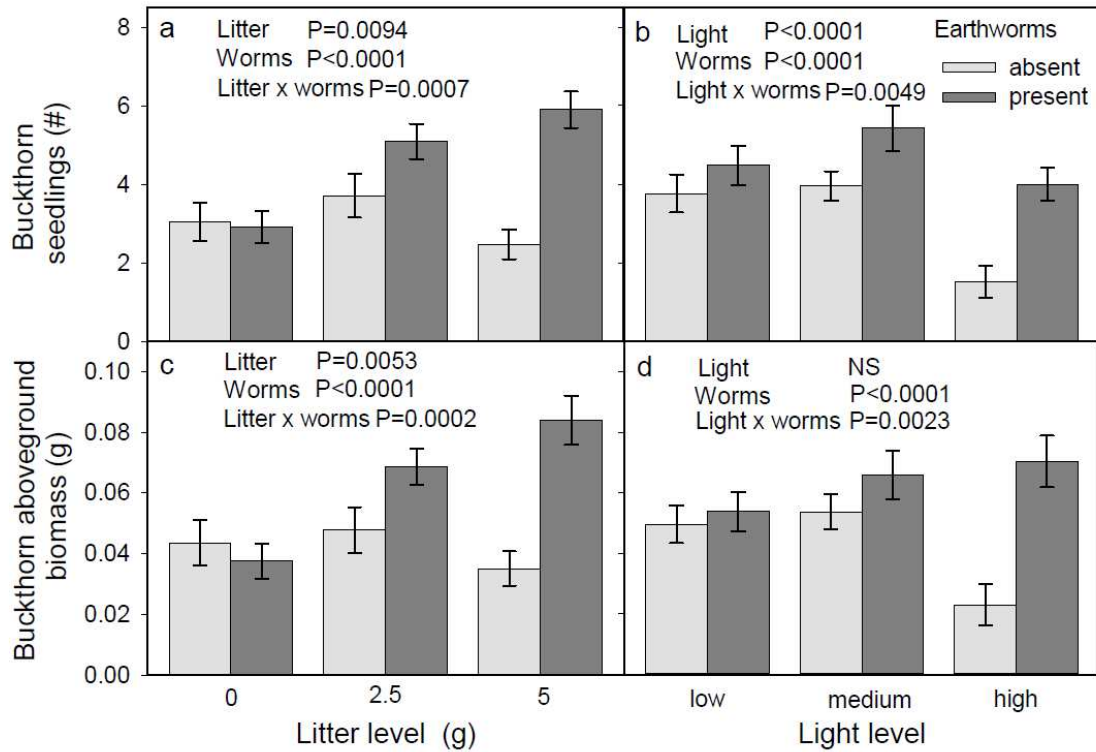 8
6
4
2
0
Buckthorn
seedlings (#)
a
Litter P=0.0094
Worms P<0.0001
Litter x worms P=0.0007
b
Light P<0.0001
Worms P<0.0001
Light x worms P=0.0049
Earthworms
absent
present
0.10
0.08
0.06
0.04
0.02
0.00
Buckthorn aboveground
biomass (g)
c
Litter P=0.0053
Worms P<0.0001
Litter x worms P=0.0002
d
Light NS
Worms P<0.0001
Light x worms P=0.0023
0 2.5 5
Litter level (g)
low medium high
Light level